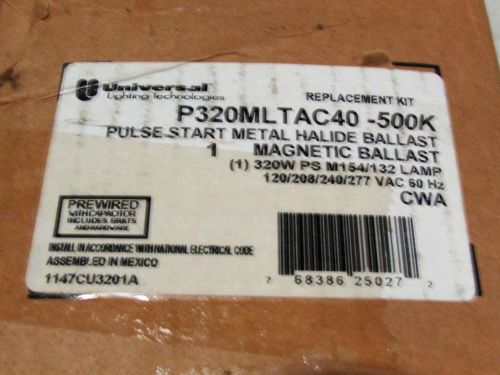 Universal
Lighting Technologies
REPLACEMENT KIT
P320MLTAC40 -500K
PULSE START METAL HALIDE BALLAST
1 MAGNETIC BALLAST
(1) 320W PS M154/132 LAMP
120/208/240/277 VAC 60 Hz
CWA
PREWIRED
WITH CAPACITOR
INCLUDES BRKTS
AND HARDWARE
INSTALL IN ACCORDANCE WITH NATIONAL ELECTRICAL CODE
ASSEMBLED IN MEXICO
1147CU3201A
7 68386 25027 2